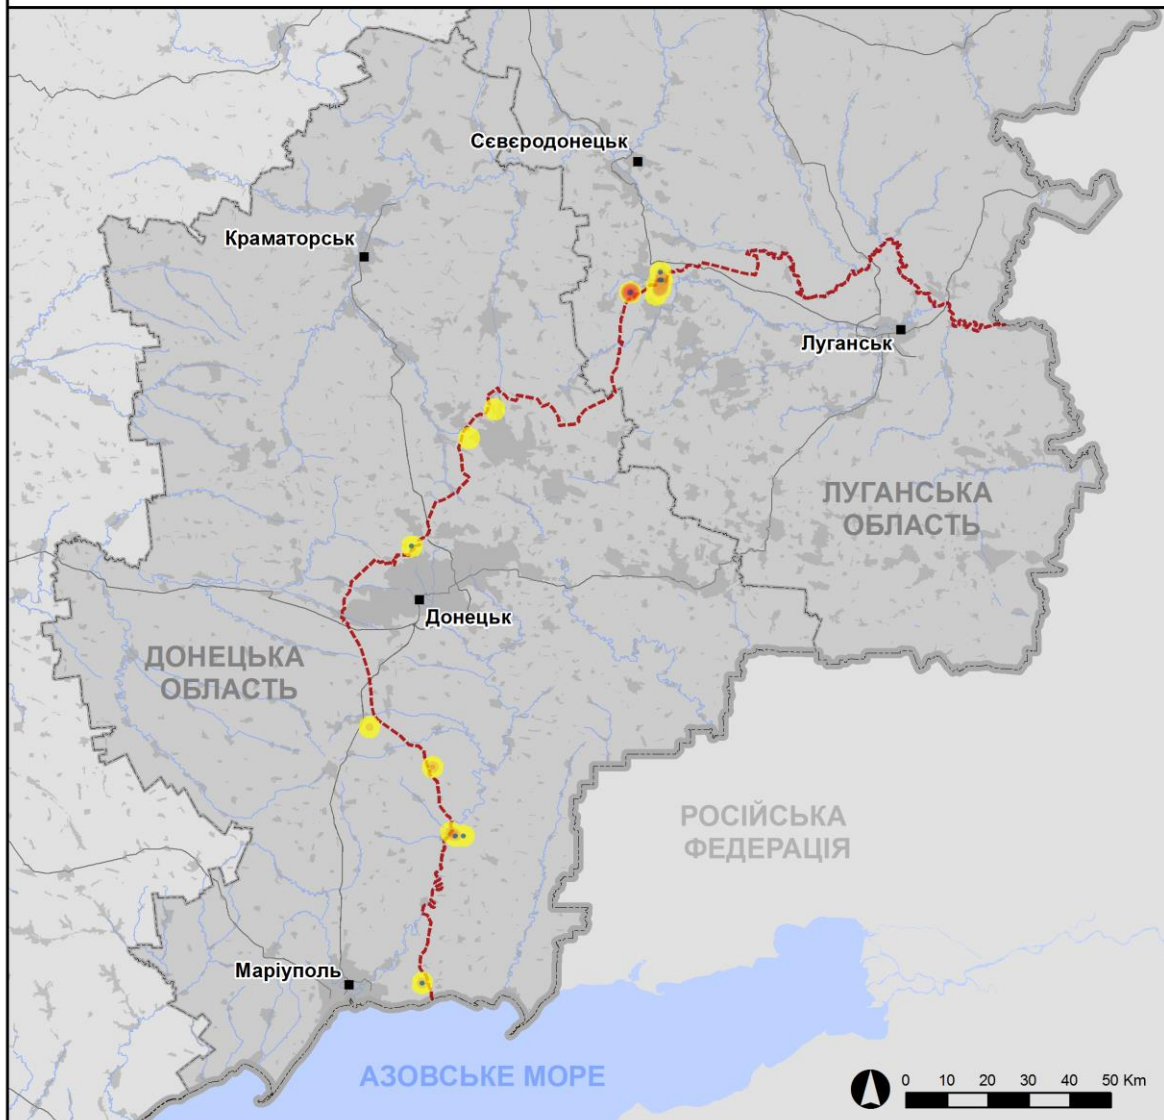 Сєвєродонецьк
Краматорськ
Луганськ
ЛУГАНСЬКА
ОБЛАСТЬ
Донецьк
ДОНЕЦЬКА
ОБЛАСТЬ
РОСІЙСЬКА
ФЕДЕРАЦІЯ
Маріуполь
АЗОВСЬКЕ МОРЕ
0 10 20 30 40 50 Km